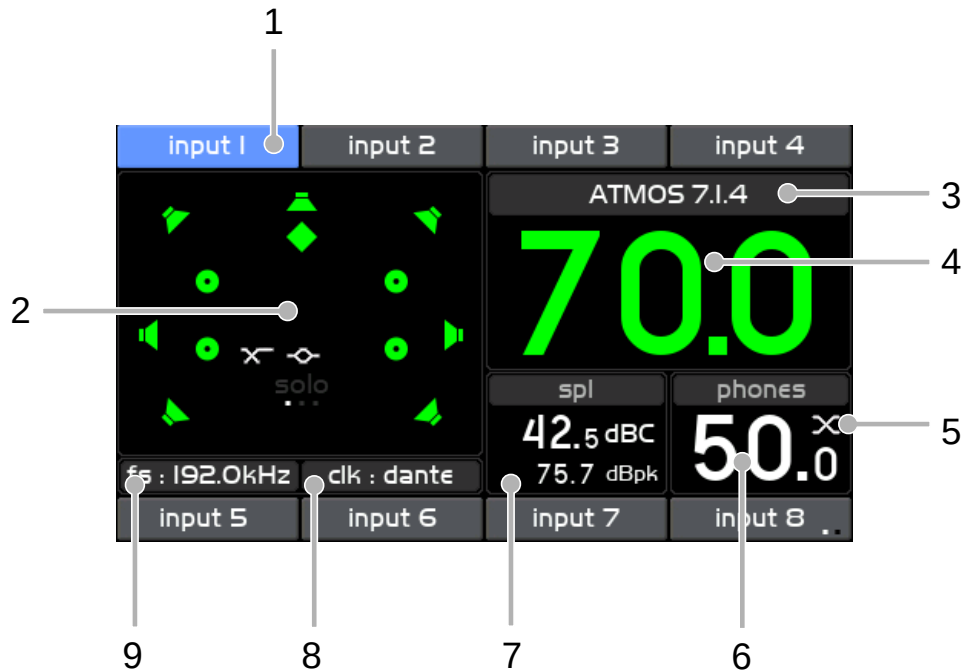 1
input 1
input 2
input 3
input 4
3
ATMOS 7.1.4
4
70.0
2
solo
spl
phones
42.5 dBC
50.0
5
75.7 dBpk
fs : 192.0kHz
clk : dante
input 5
input 6
input 7
input 8
9
8
7
6